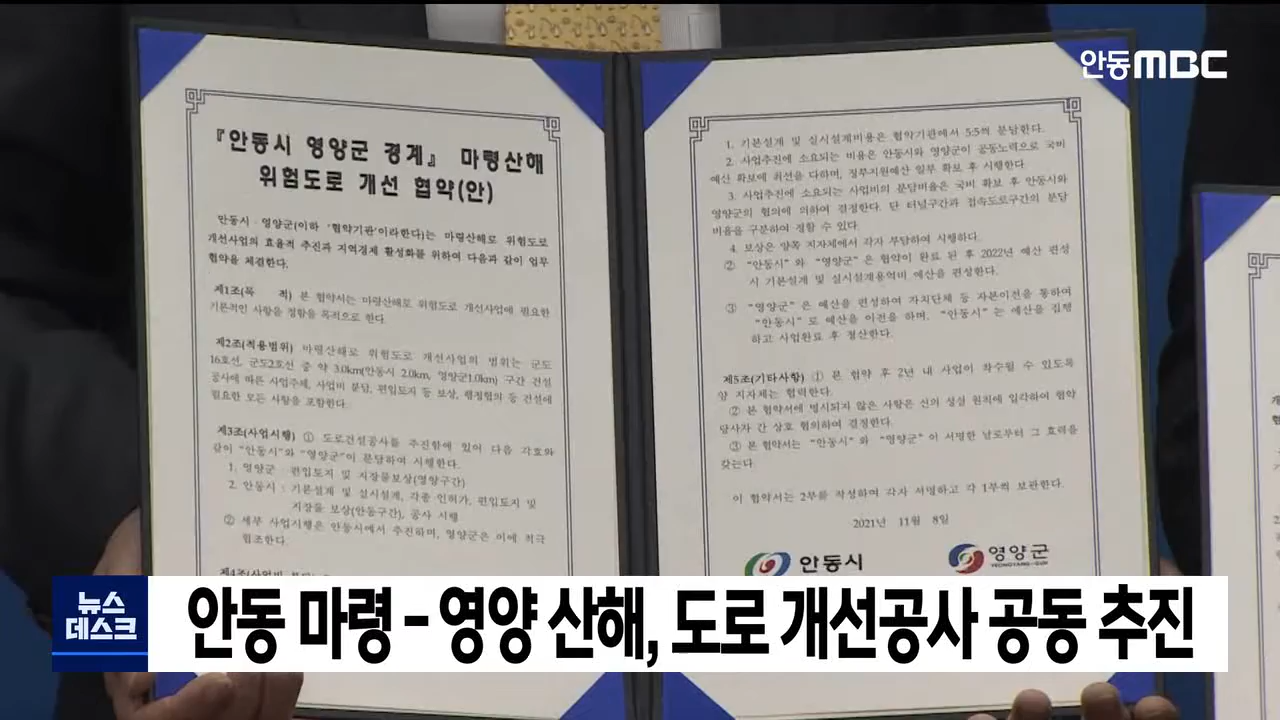 안동MBC
『안동시 영양군 경계』 마령산해
위험도로 개선 협약(안)
안동시·영양군(이하 '협약기관'이라한다)는 마령산해로 위험도로
개선사업의 효율적 추진과 지역경제 활성화를 위하여 다음과 같이 업무
협약을 체결한다.
제1조(목 적) 본 협약서는 마령산해로 위험도로 개선사업에 필요한
기본적인 사항을 정함을 목적으로 한다.
제2조(적용범위) 마령산해로 위험도로 개선사업의 범위는 군도
16호선, 군도2호선 중 약 3.0km(안동시 2.0km, 영양군1.0km) 구간 건설
공사에 따른 사업주체, 사업비 분담, 편입토지 등 보상, 행정협의 등 건설에
필요한 모든 사항을 포함한다.
제3조(사업시행) ① 도로건설공사를 추진함에 있어 다음 각호와
같이 "안동시"와 "영양군"이 분담하여 시행한다.
1. 영양군 : 편입토지 및 지장물보상(영양구간)
2. 안동시 : 기본설계 및 실시설계, 각종 인허가, 편입토지 및
지장물 보상(안동구간), 공사 시행
② 세부 사업시행은 안동시에서 추진하며, 영양군은 이에 적극
협조한다.
1. 기본설계 및 실시설계비용은 협약기관에서 5:5씩 분담한다.
2. 사업추진에 소요되는 비용은 안동시와 영양군이 공동노력으로 국비
예산 확보에 최선을 다하며, 정부지원예산 일부 확보 후 시행한다.
3. 사업추진에 소요되는 사업비의 분담비율은 국비 확보 후 안동시와
영양군의 협의에 의하여 결정한다. 단 터널구간과 접속도로구간의 분담
비율을 구분하여 정할 수 있다.
4. 보상은 양쪽 지자체에서 각자 부담하여 시행한다.
② "안동시"와 "영양군"은 협약이 완료 된 후 2022년 예산 편성
시 기본설계 및 실시설계용역비 예산을 편상한다.
③ "영양군"은 예산을 편성하여 자치단체 등 자본이전을 통하여
"안동시"로 예산을 이전을 하며, "안동시"는 예산을 집행
하고 사업완료 후 정산한다.
제5조(기타사항) ① 본 협약 후 2년 내 사업이 착수될 수 있도록
양 지자체는 협력한다.
② 본 협약서에 명시되지 않은 사항은 신의 성실 원칙에 입각하여 협약
당사자 간 상호 협의하여 결정한다.
③ 본 협약서는 "안동시"와 "영양군"이 서명한 날로부터 그 효력을
갖는다.
이 협약서는 2부를 작성하며 각자 서명하고 각 1부씩 보관한다.
2021년 11월 8일
안동시
영양군
YEONGYANG-GUN
뉴스
데스크
안동 마령 - 영양 산해, 도로 개선공사 공동 추진